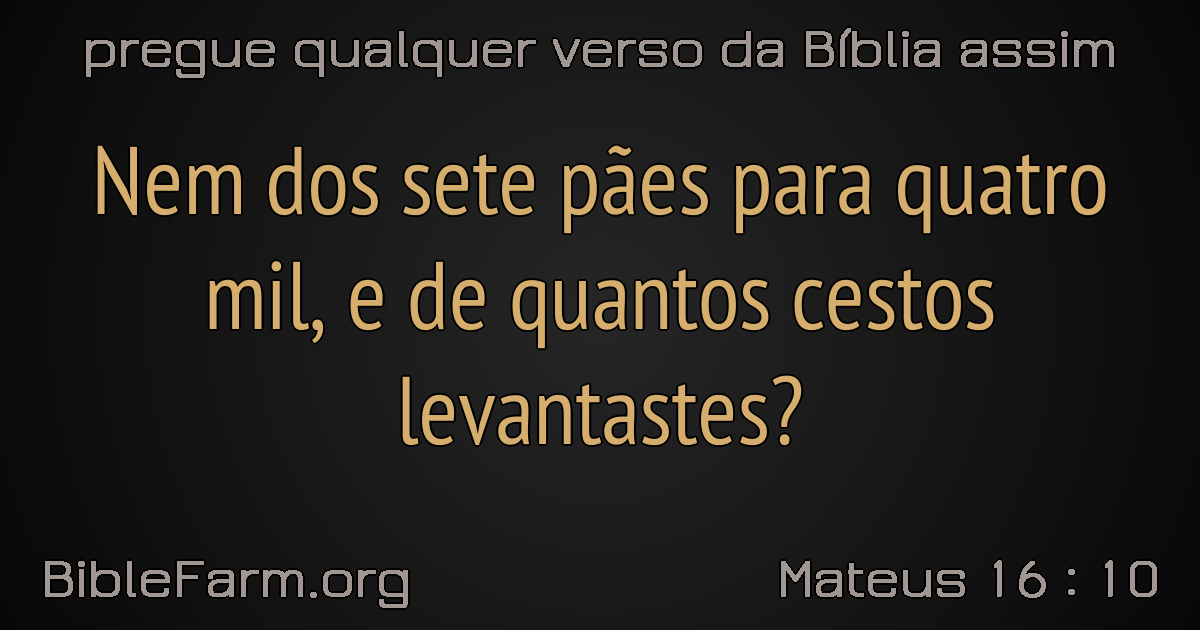 pregue qualquer verso da Bíblia assim
Nem dos sete pães para quatro
mil, e de quantos cestos
levantastes?
BibleFarm.org
Mateus 16 : 10